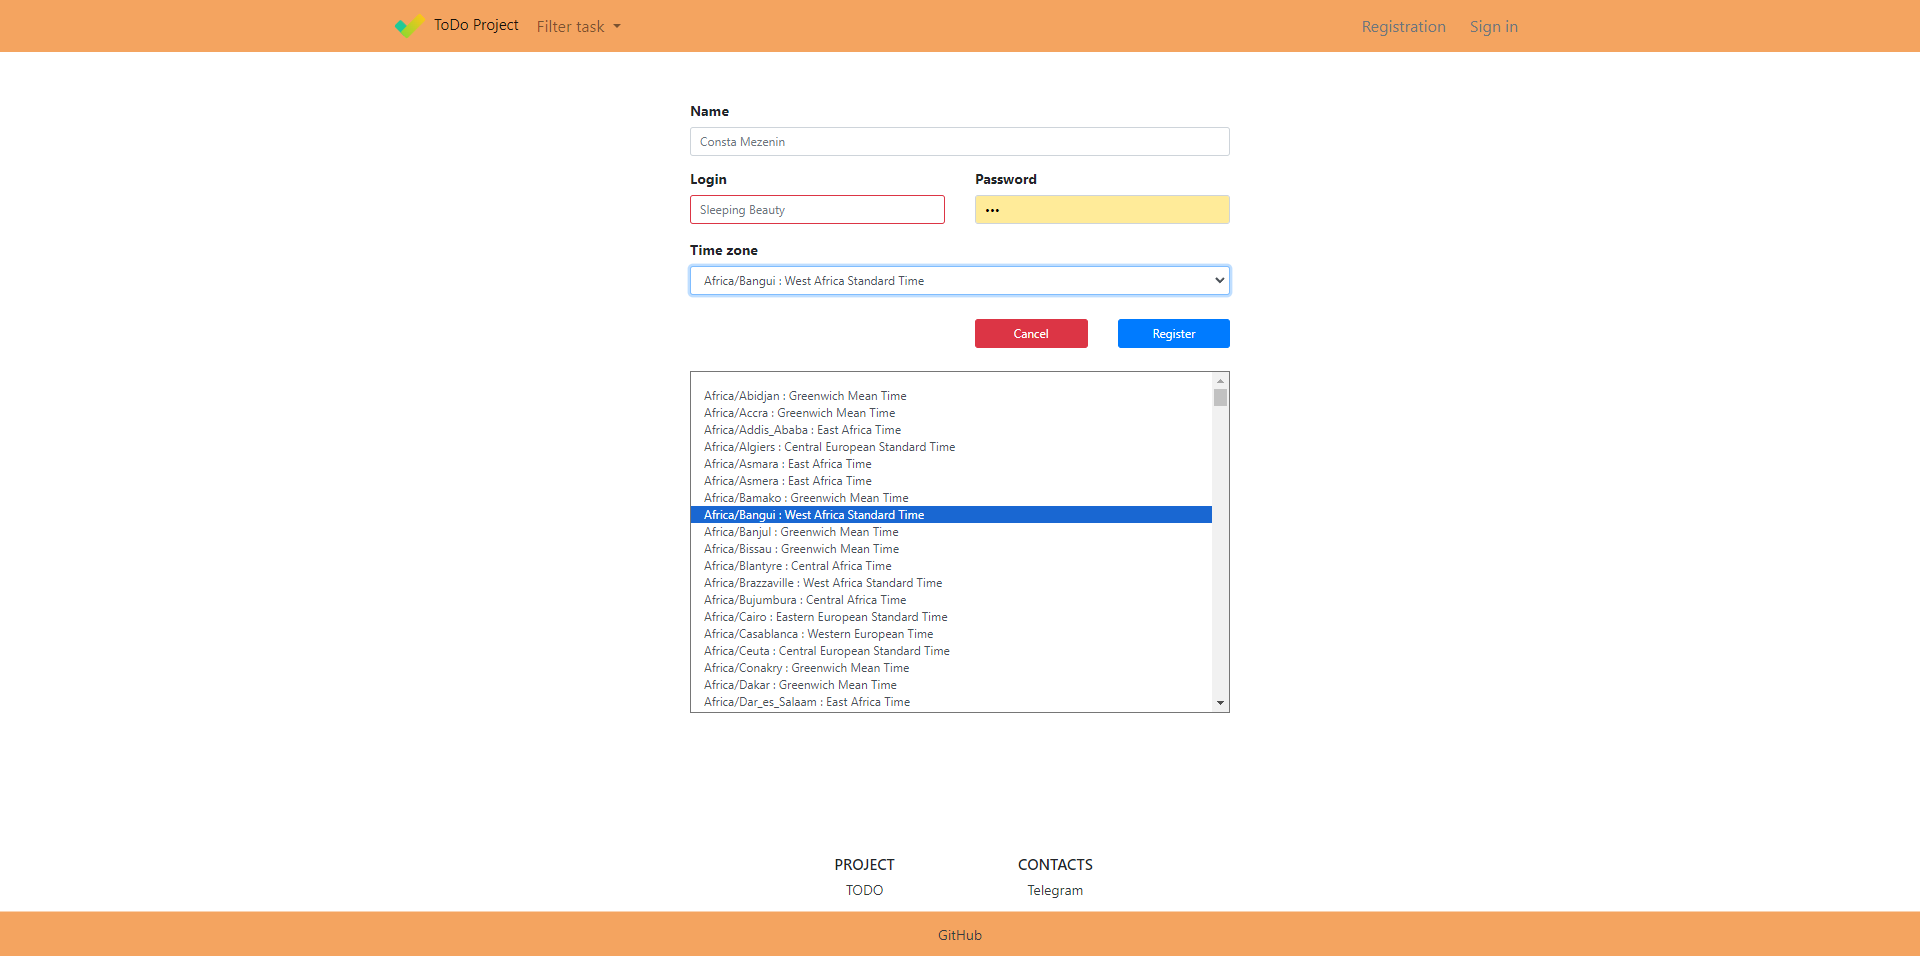 ToDo Project Filter task Registration Sign in
Name
Consta Mezenin
Login Password
Sleeping Beauty •••
Time zone
Africa/Bangui : West Africa Standard Time
Cancel Register
Africa/Abidjan : Greenwich Mean Time
Africa/Accra : Greenwich Mean Time
Africa/Addis_Ababa : East Africa Time
Africa/Algiers : Central European Standard Time
Africa/Asmara : East Africa Time
Africa/Asmera : East Africa Time
Africa/Bamako : Greenwich Mean Time
Africa/Bangui : West Africa Standard Time
Africa/Banjul : Greenwich Mean Time
Africa/Bissau : Greenwich Mean Time
Africa/Blantyre : Central Africa Time
Africa/Brazzaville : West Africa Standard Time
Africa/Bujumbura : Central Africa Time
Africa/Cairo : Eastern European Standard Time
Africa/Casablanca : Western European Time
Africa/Ceuta : Central European Standard Time
Africa/Conakry : Greenwich Mean Time
Africa/Dakar : Greenwich Mean Time
Africa/Dar_es_Salaam : East Africa Time
PROJECT CONTACTS
TODO Telegram
GitHub